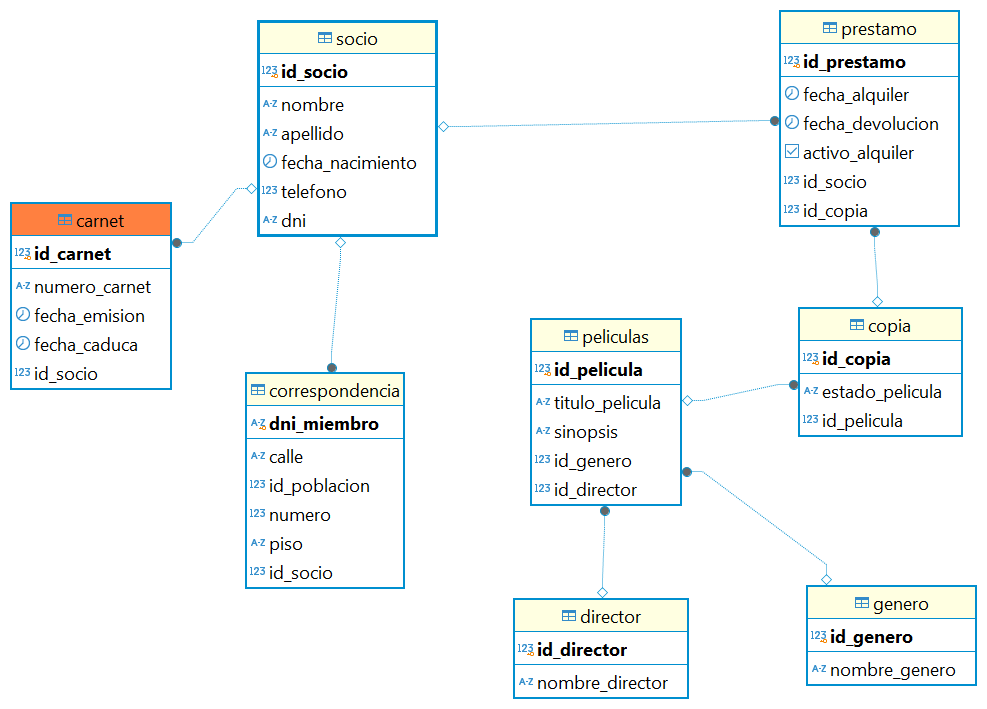 socio
123 id_socio
A-Z nombre
A-Z apellido
fecha_nacimiento
123 telefono
A-Z dni
prestamo
123 id_prestamo
fecha_alquiler
fecha_devolucion
activo_alquiler
123 id_socio
123 id_copia
carnet
123 id_carnet
A-Z numero_carnet
fecha_emision
fecha_caduca
123 id_socio
correspondencia
A-Z dni_miembro
A-Z calle
123 id_poblacion
123 numero
A-Z piso
123 id_socio
peliculas
123 id_pelicula
A-Z titulo_pelicula
A-Z sinopsis
123 id_genero
123 id_director
copia
123 id_copia
A-Z estado_pelicula
123 id_pelicula
director
123 id_director
A-Z nombre_director
genero
123 id_genero
A-Z nombre_genero